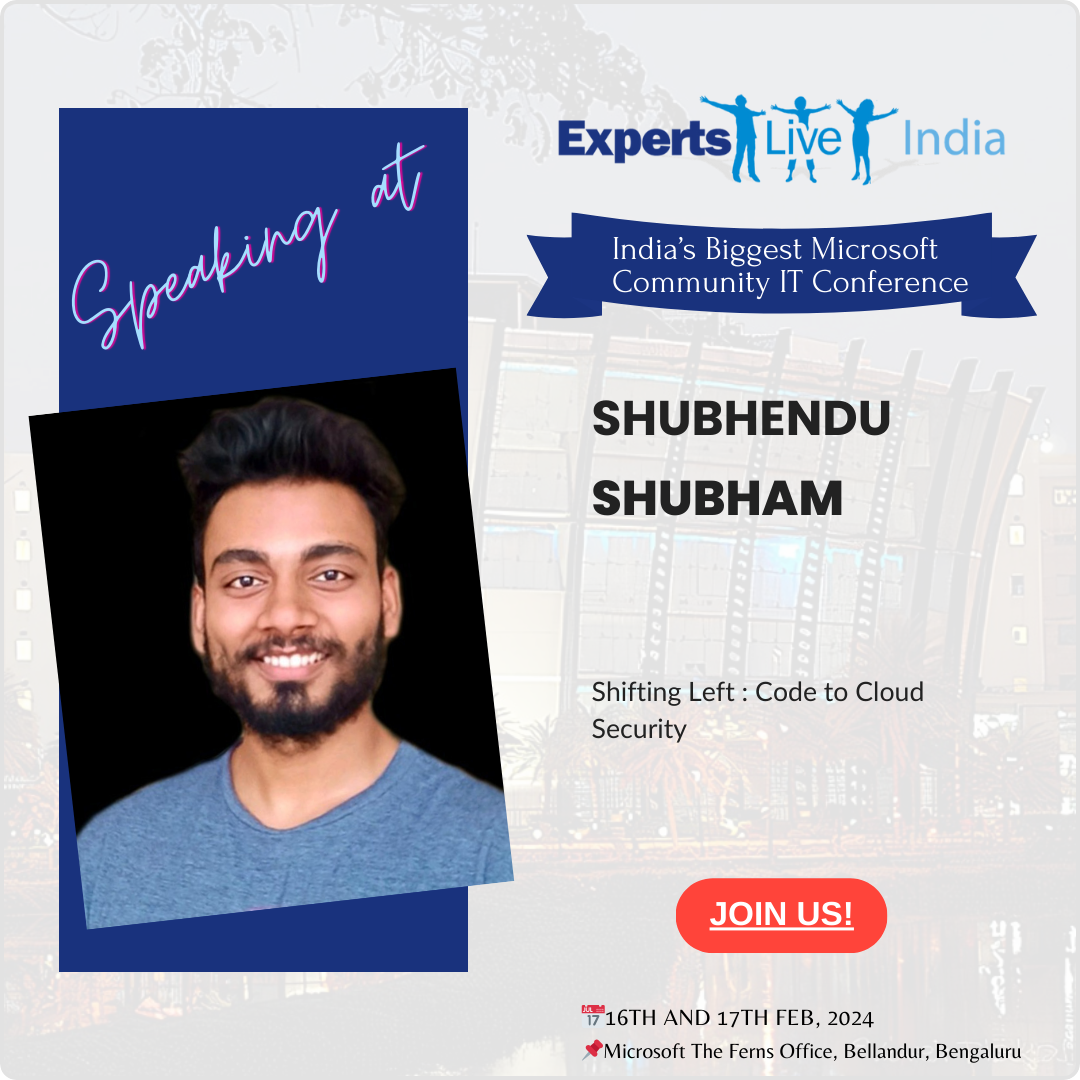 Speaking at
Experts Live India
India's Biggest Microsoft
Community IT Conference
SHUBHENDU
SHUBHAM
Shifting Left : Code to Cloud
Security
JOIN US!
JUL
17
16TH AND 17TH FEB, 2024
Microsoft The Ferns Office, Bellandur, Bengaluru